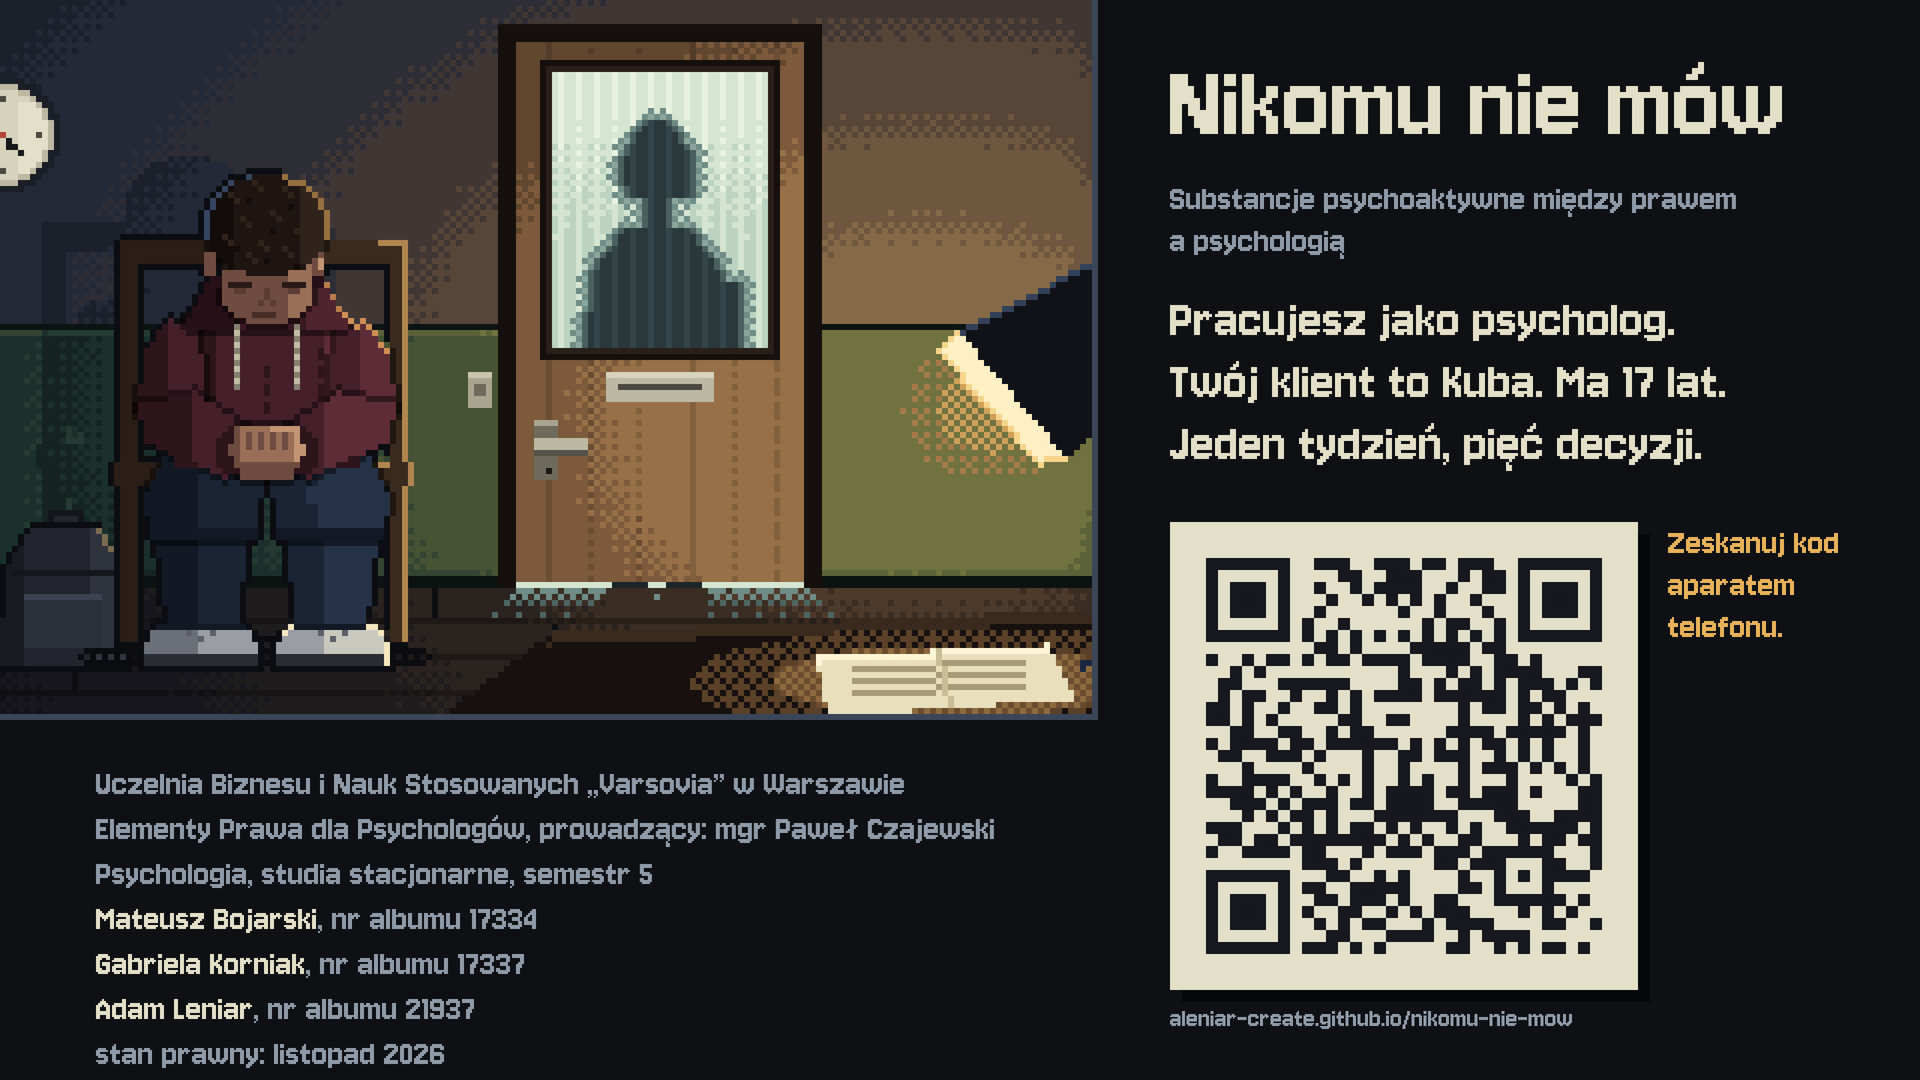 Nikomu nie mów
Substancje psychoaktywne między prawem
a psychologią
Pracujesz jako psycholog.
Twój klient to Kuba. Ma 17 lat.
Jeden tydzień, pięć decyzji.
Zeskanuj kod
aparatem
telefonu.
aleniar-create.github.io/nikomu-nie-mow
Uczelnia Biznesu i Nauk Stosowanych „Varsovia” w Warszawie
Elementy Prawa dla Psychologów, prowadzący: mgr Paweł Czajewski
Psychologia, studia stacjonarne, semestr 5
Mateusz Bojarski, nr albumu 17334
Gabriela Korniak, nr albumu 17337
Adam Leniar, nr albumu 21937
stan prawny: listopad 2026